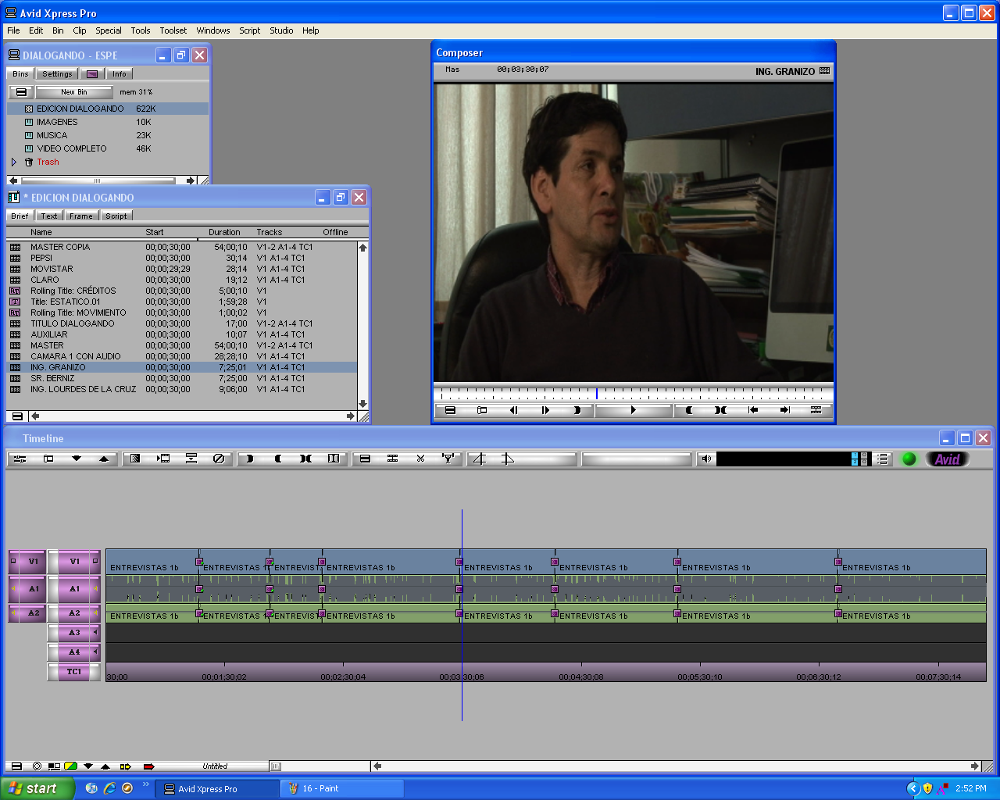 Avid Xpress Pro
File Edit Bin Clip Special Tools Toolset Windows Script Studio Help
DIALOGANDO - ESPE
Bins Settings Info
New Bin mem 31%
EDICION DIALOGANDO 622K
IMAGENES 10K
MUSICA 23K
VIDEO COMPLETO 46K
Trash
Composer
Mas 00;03;30;07 ING. GRANIZO
* EDICION DIALOGANDO
Brief Text Frame Script
Name Start Duration Tracks Offline
MASTER COPIA 00;00;30;00 54;00;10 V1-2 A1-4 TC1
PEPSI 00;00;30;00 30;14 V1 A1-4 TC1
MOVISTAR 00;00;29;29 28;14 V1 A1-4 TC1
CLARO 00;00;30;00 19;12 V1 A1-4 TC1
Rolling Title: CRÉDITOS 00;00;30;00 5;00;10 V1
Title: ESTATICO.01 00;00;30;00 1;59;28 V1
Rolling Title: MOVIMIENTO 00;00;30;00 1;00;02 V1
TITULO DIALOGANDO 00;00;30;00 17;00 V1-2 A1-4 TC1
AUXILIAR 00;00;30;00 10;07 V1 A1-4 TC1
MASTER 00;00;30;00 54;00;10 V1-2 A1-4 TC1
CAMARA 1 CON AUDIO 00;00;30;00 28;28;10 V1 A1-4 TC1
ING. GRANIZO 00;00;30;00 7;25;01 V1 A1-4 TC1
SR. BERNIZ 00;00;30;00 7;25;00 V1 A1-4 TC1
ING. LOURDES DE LA CRUZ 00;00;30;00 9;06;00 V1 A1-4 TC1
Timeline
Avid
V1 V1 ENTREVISTAS 1b ENTREVISTAS 1 ENTREVIST ENTREVISTAS 1b ENTREVISTAS 1b ENTREVISTAS 1b ENTREVISTAS 1b ENTREVISTAS 1b
A1 A1
A2 A2 ENTREVISTAS 1b ENTREVISTAS 1 ENTREVIST ENTREVISTAS 1b ENTREVISTAS 1b ENTREVISTAS 1b ENTREVISTAS 1b ENTREVISTAS 1b
A3
A4
TC1 30;00 00;01;30;02 00;02;30;04 00;03;30;06 00;04;30;08 00;05;30;10 00;06;30;12 00;07;30;14
Untitled
start Avid Xpress Pro 16 - Paint 2:52 PM